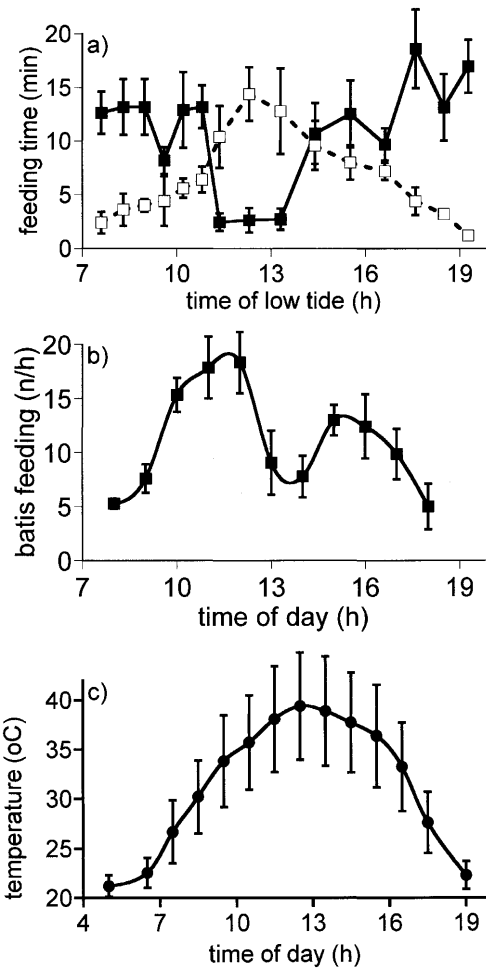 a)
feeding time (min)
20
15
10
5
0
7 10 13 16 19
time of low tide (h)
b)
batis feeding (n/h)
20
15
10
5
0
7 10 13 16 19
time of day (h)
c)
temperature (oC)
40
35
30
25
20
4 7 10 13 16 19
time of day (h)